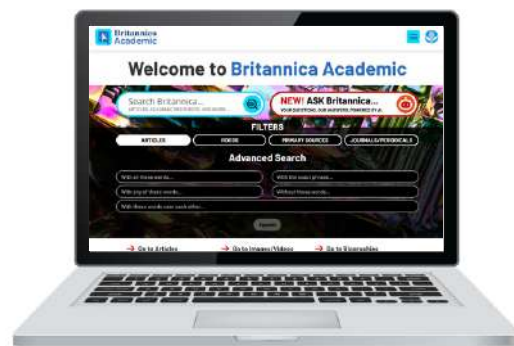 Britannica
Academic
Welcome to Britannica Academic
Search Britannica...
NEW! ASK Britannica...
FILTERS
ARTICLES
VIDEOS
PRIMARY SOURCES
JOURNALS/PERIODICALS
Advanced Search
With all these words...
With the exact phrase...
With any of these words...
Without these words...
With these words near each other...
Go to Articles
Go to Images/Videos
Go to Biographies